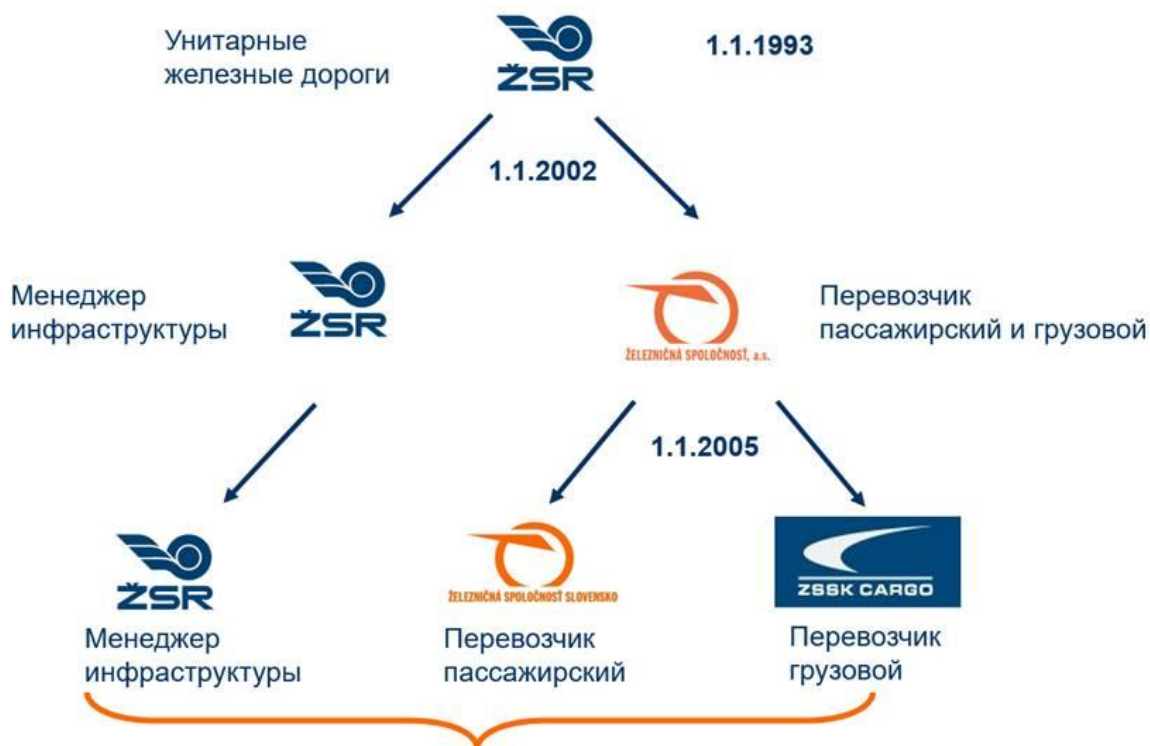 Унитарные
железные дороги
ŽSR
1.1.1993
1.1.2002
Менеджер
инфраструктуры
ŽSR
ŽELEZNIČNÁ SPOLOČNOSŤ, a.s.
Перевозчик
пассажирский и грузовой
1.1.2005
ŽSR
ŽELEZNIČNÁ SPOLOČNOSŤ SLOVENSKO
ZSSK CARGO
Менеджер
инфраструктуры
Перевозчик
пассажирский
Перевозчик
грузовой